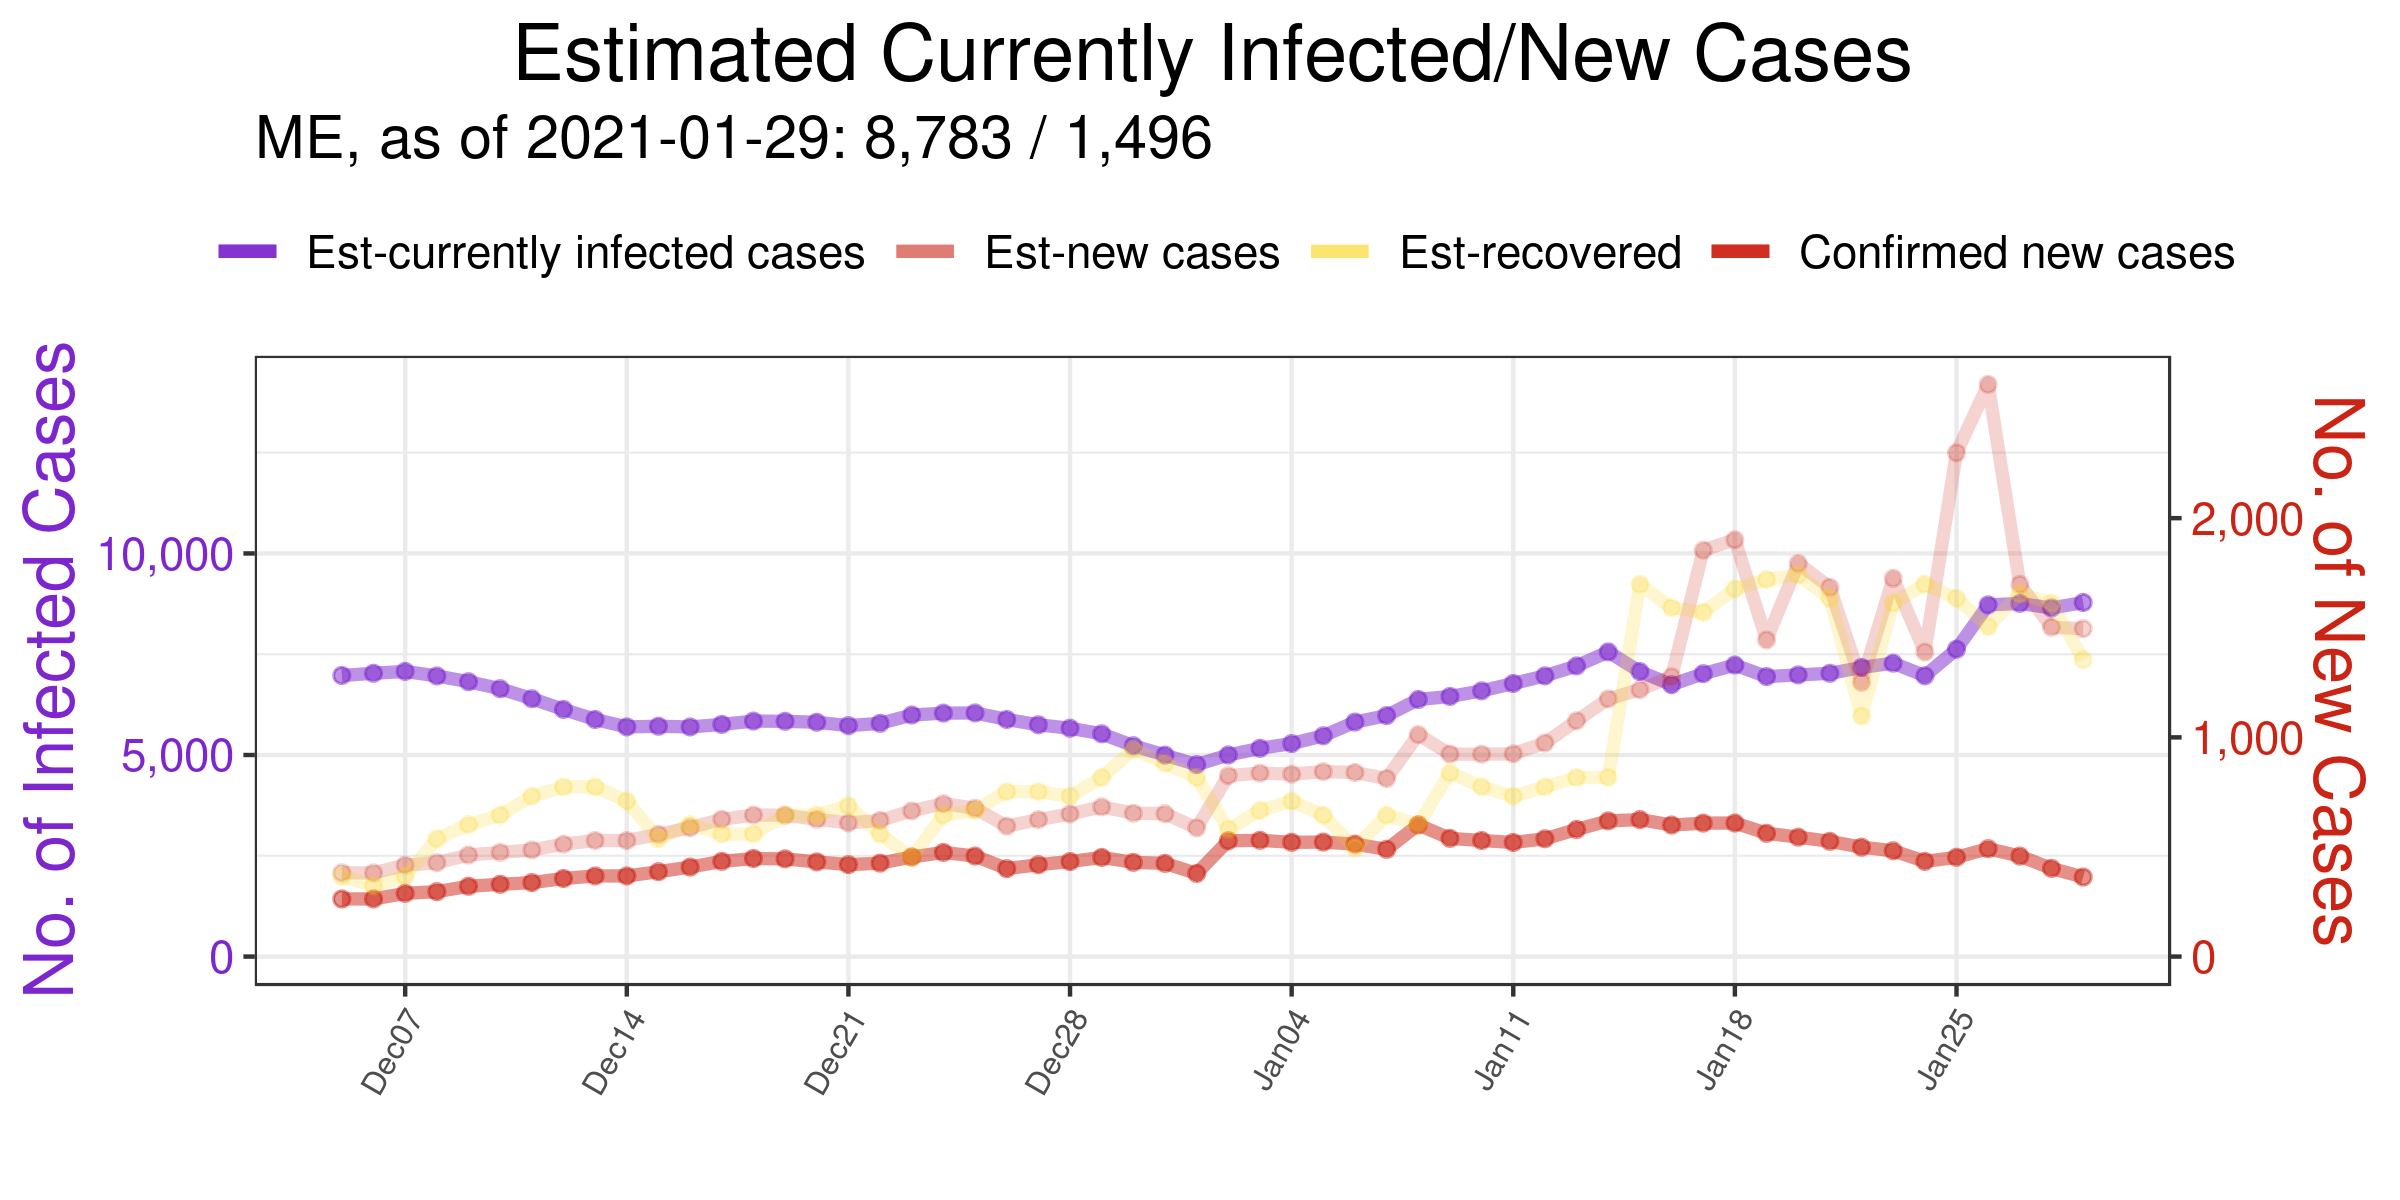 Estimated Currently Infected/New Cases
ME, as of 2021-01-29: 8,783 / 1,496
Est-currently infected cases Est-new cases Est-recovered Confirmed new cases
No. of Infected Cases
10,000
5,000
0
2,000
1,000
0
No. of New Cases
Dec07 Dec14 Dec21 Dec28 Jan04 Jan11 Jan18 Jan25